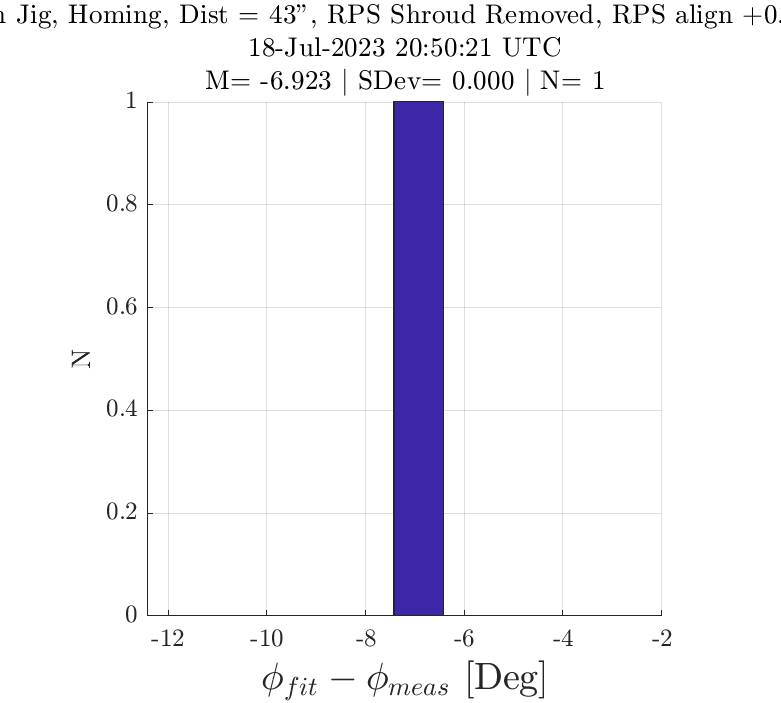 Jig, Homing, Dist = 43", RPS Shroud Removed, RPS align +0.
18-Jul-2023 20:50:21 UTC
M= -6.923 | SDev= 0.000 | N= 1
1
0.8
0.6
0.4
0.2
0
N
-12 -10 -8 -6 -4 -2
ϕ_fit − ϕ_meas [Deg]